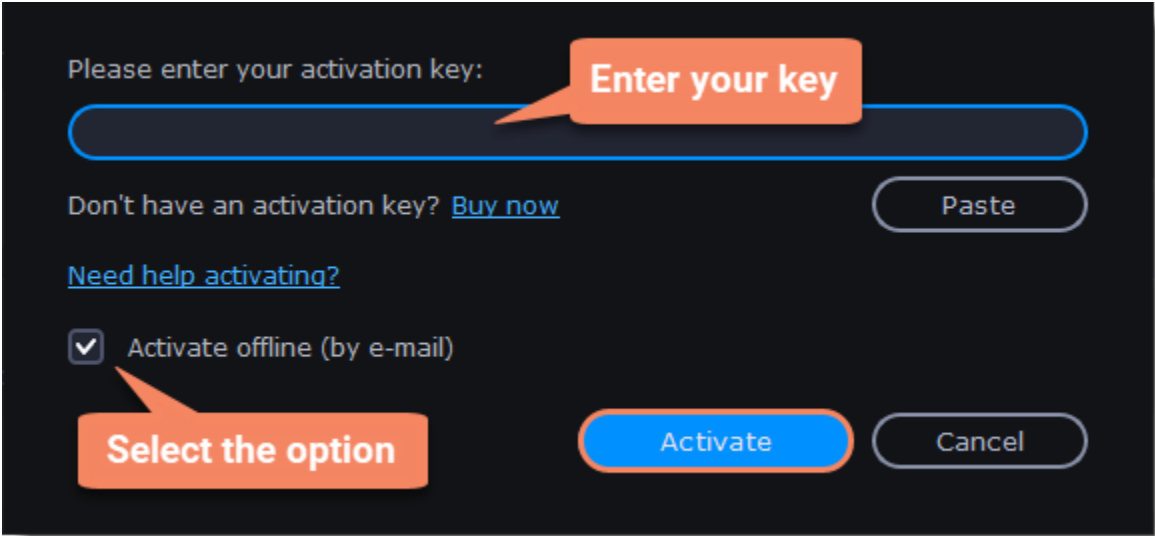 Please enter your activation key:
Enter your key
Don't have an activation key? Buy now
Paste
Need help activating?
Activate offline (by e-mail)
Select the option
Activate
Cancel